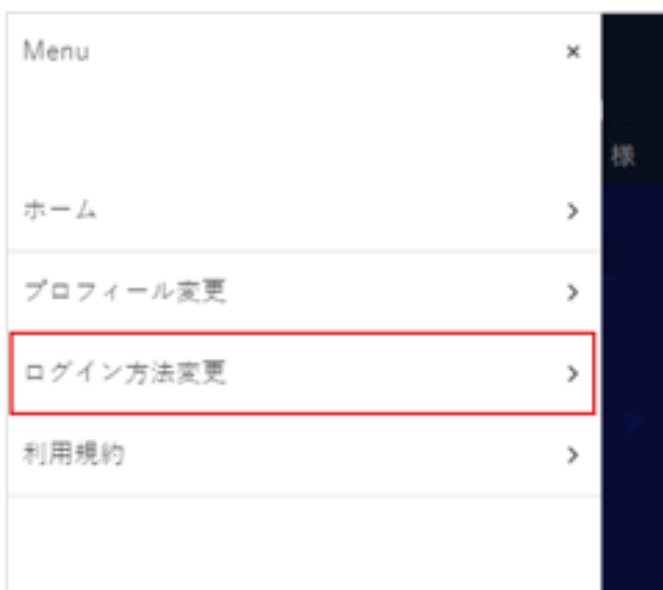 Menu ×
様
ホーム
プロフィール変更
ログイン方法変更
利用規約